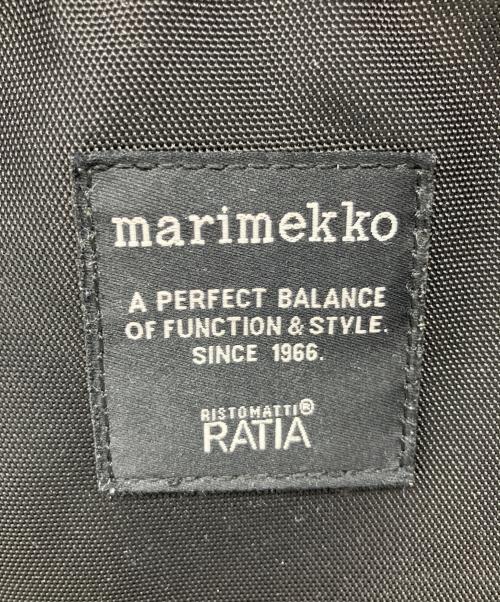 marimekko
A PERFECT BALANCE
OF FUNCTION & STYLE.
SINCE 1966.
RISTOMATTI®
RATIA